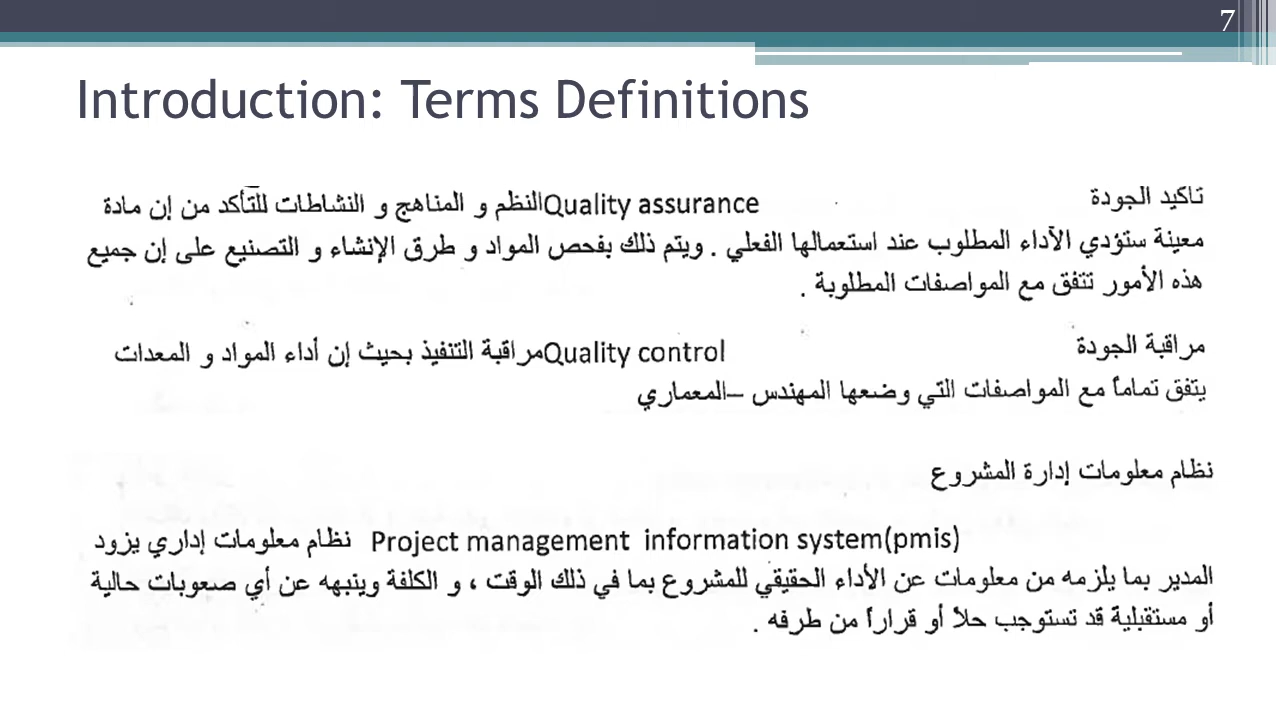 7
Introduction: Terms Definitions
تاكيد الجودة Quality assurance النظم و المناهج و النشاطات للتأكد من إن مادة
معينة ستؤدي الآداء المطلوب عند استعمالها الفعلي . ويتم ذلك بفحص المواد و طرق الإنشاء و التصنيع على إن جميع
هذه الأمور تتفق مع المواصفات المطلوبة .
مراقبة الجودة Quality control مراقبة التنفيذ بحيث إن أداء المواد و المعدات
يتفق تماماً مع المواصفات التي وضعها المهندس –المعماري
نظام معلومات إدارة المشروع
Project management information system(pmis) نظام معلومات إداري يزود
المدير بما يلزمه من معلومات عن الأداء الحقيقي للمشروع بما في ذلك الوقت ، و الكلفة وينبهه عن أي صعوبات حالية
أو مستقبلية قد تستوجب حلاً أو قراراً من طرفه .